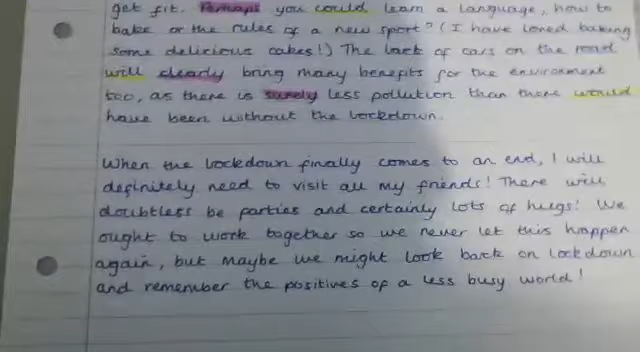 get fit. Perhaps you could learn a language, how to
bake or the rules of a new sport? (I have loved baking
some delicious cakes!) The lack of cars on the road
will clearly bring many benefits for the environment
too, as there is surely less pollution than there would
have been without the lockdown.
When the lockdown finally comes to an end, I will
definitely need to visit all my friends! There will
doubtless be parties and certainly lots of hugs! We
ought to work together so we never let this happen
again, but maybe we might look back on lockdown
and remember the positives of a less busy world!